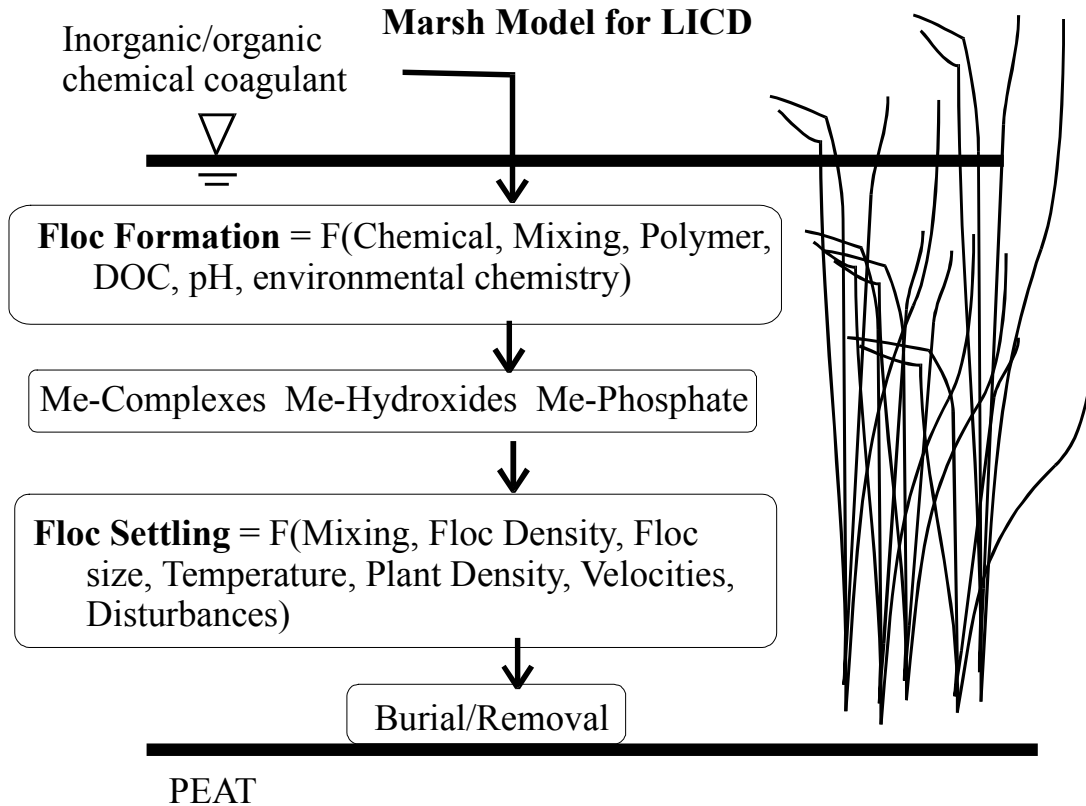 Marsh Model for LICD
Inorganic/organic
chemical coagulant
Floc Formation = F(Chemical, Mixing, Polymer,
DOC, pH, environmental chemistry)
Me-Complexes Me-Hydroxides Me-Phosphate
Floc Settling = F(Mixing, Floc Density, Floc
size, Temperature, Plant Density, Velocities,
Disturbances)
Burial/Removal
PEAT